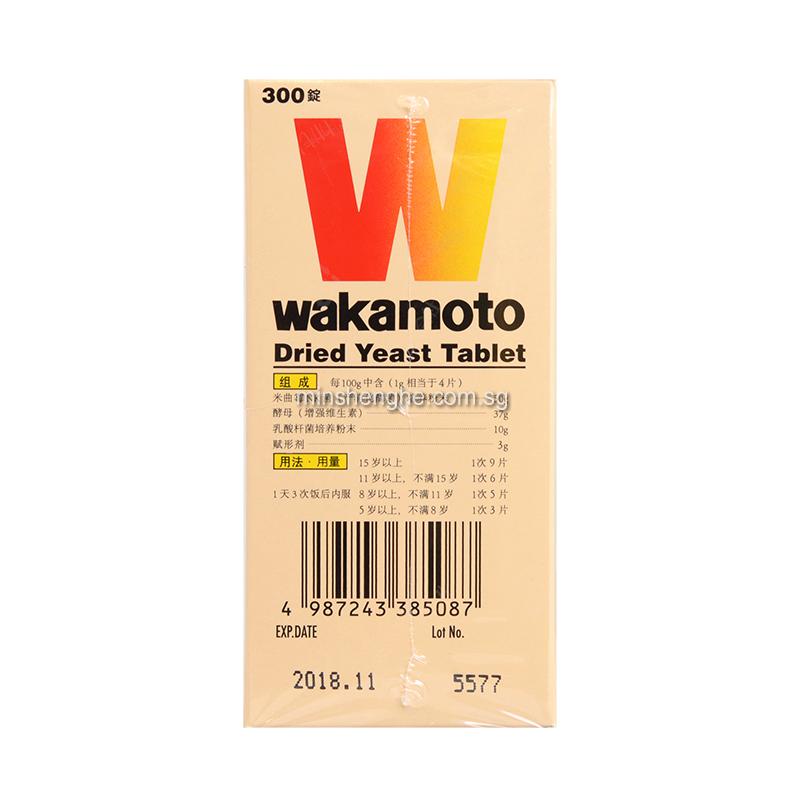 300錠
W
wakamoto
Dried Yeast Tablet
组成 每100g中含(1g相当于4片)
minshenghe.com.sg
米曲
酵母(增强维生素) 37g
乳酸杆菌培养粉末 10g
赋形剂 3g
用法·用量 15岁以上 1次9片
11岁以上,不满15岁 1次6片
1天3次饭后内服 8岁以上,不满11岁 1次5片
5岁以上,不满8岁 1次3片
4 987243 385087
EXP.DATE Lot No.
2018.11 5577